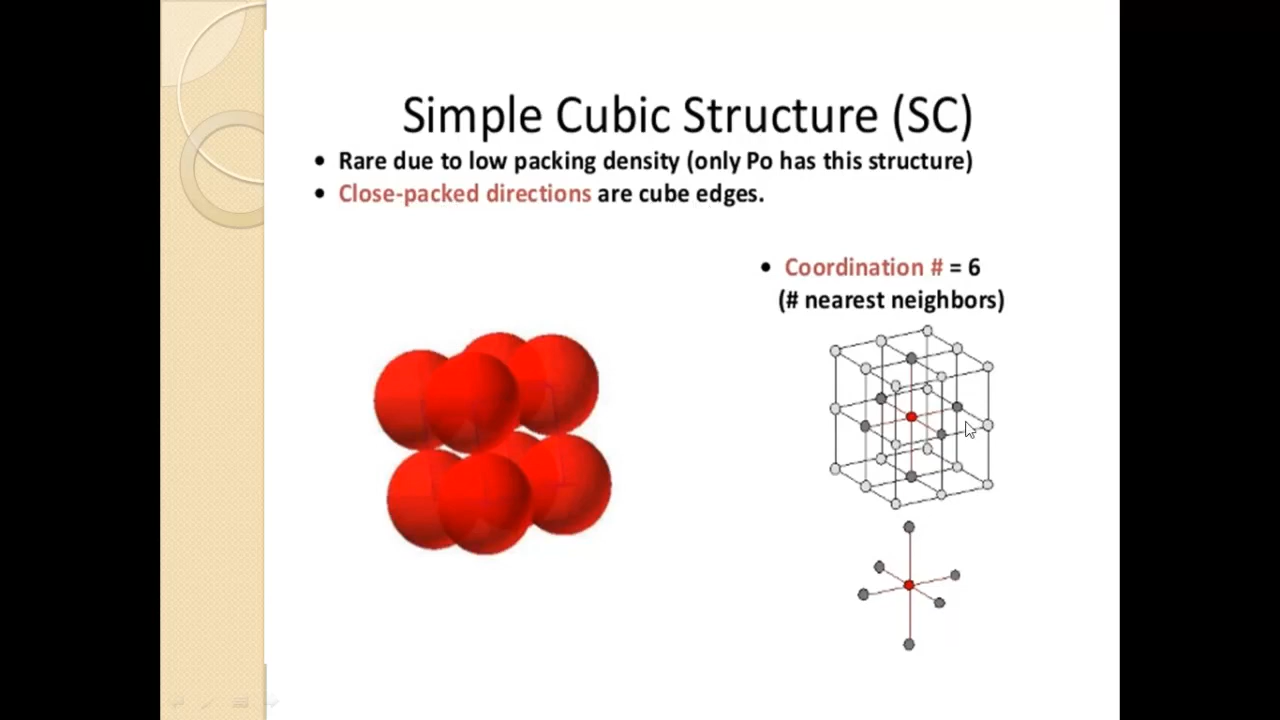 Simple Cubic Structure (SC)
• Rare due to low packing density (only Po has this structure)
• Close-packed directions are cube edges.
• Coordination # = 6
(# nearest neighbors)